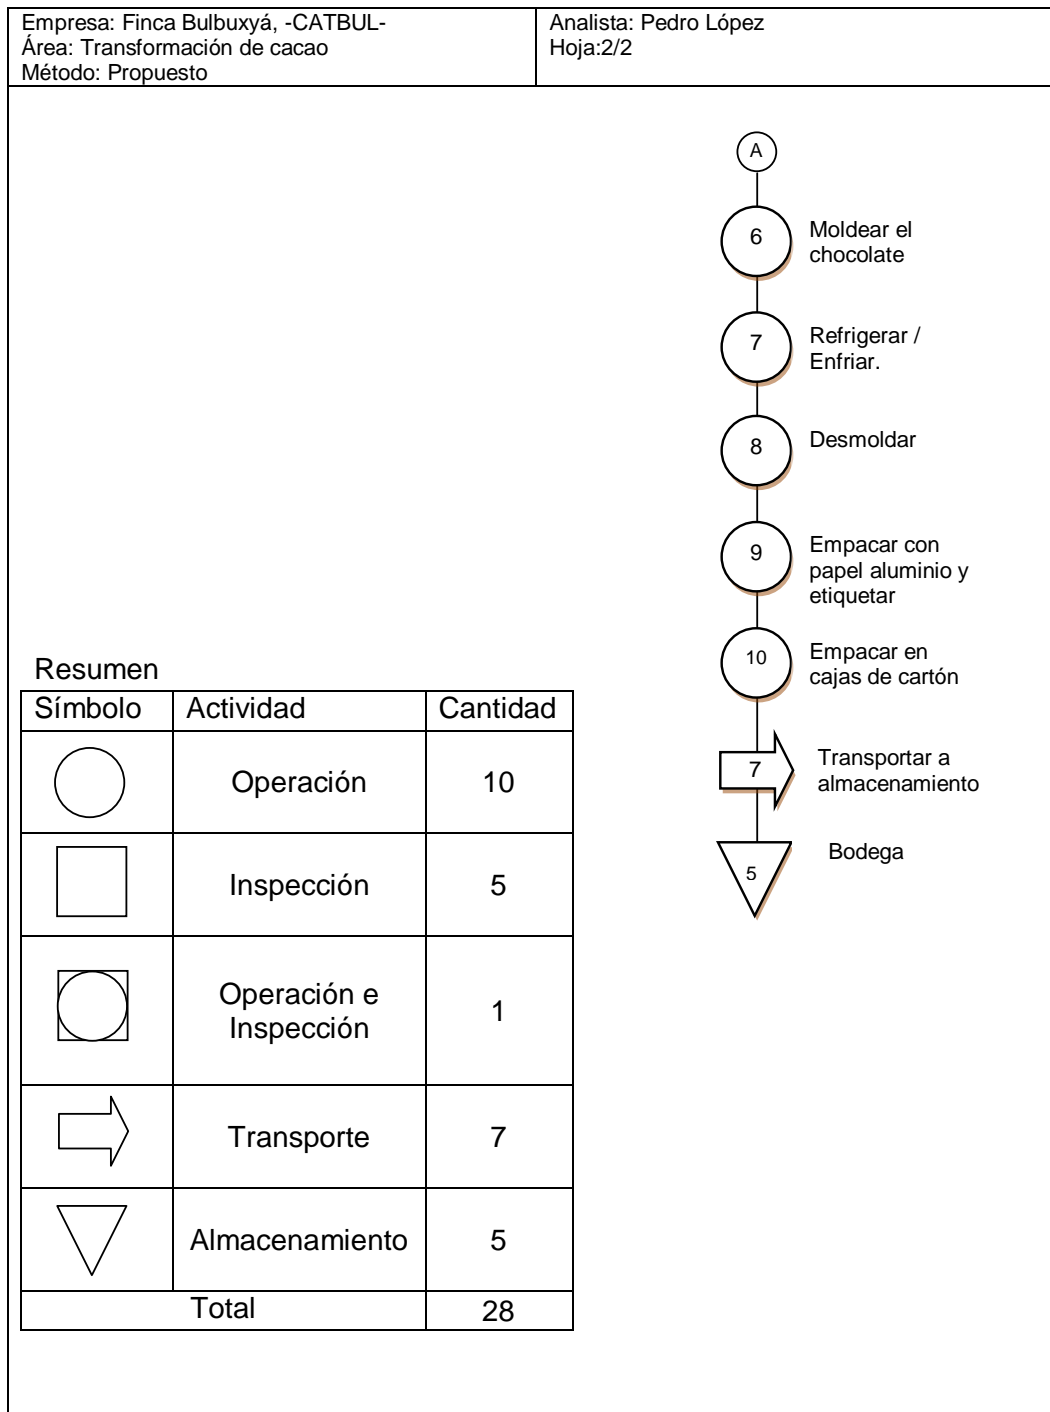 Empresa: Finca Bulbuxyá, -CATBUL-
Área: Transformación de cacao
Método: Propuesto
Analista: Pedro López
Hoja:2/2
A
6
Moldear el
chocolate
7
Refrigerar /
Enfriar.
8
Desmoldar
9
Empacar con
papel aluminio y
etiquetar
10
Empacar en
cajas de cartón
7
Transportar a
almacenamiento
5
Bodega
Resumen
Símbolo Actividad Cantidad
Operación 10
Inspección 5
Operación e
Inspección 1
Transporte 7
Almacenamiento 5
Total 28